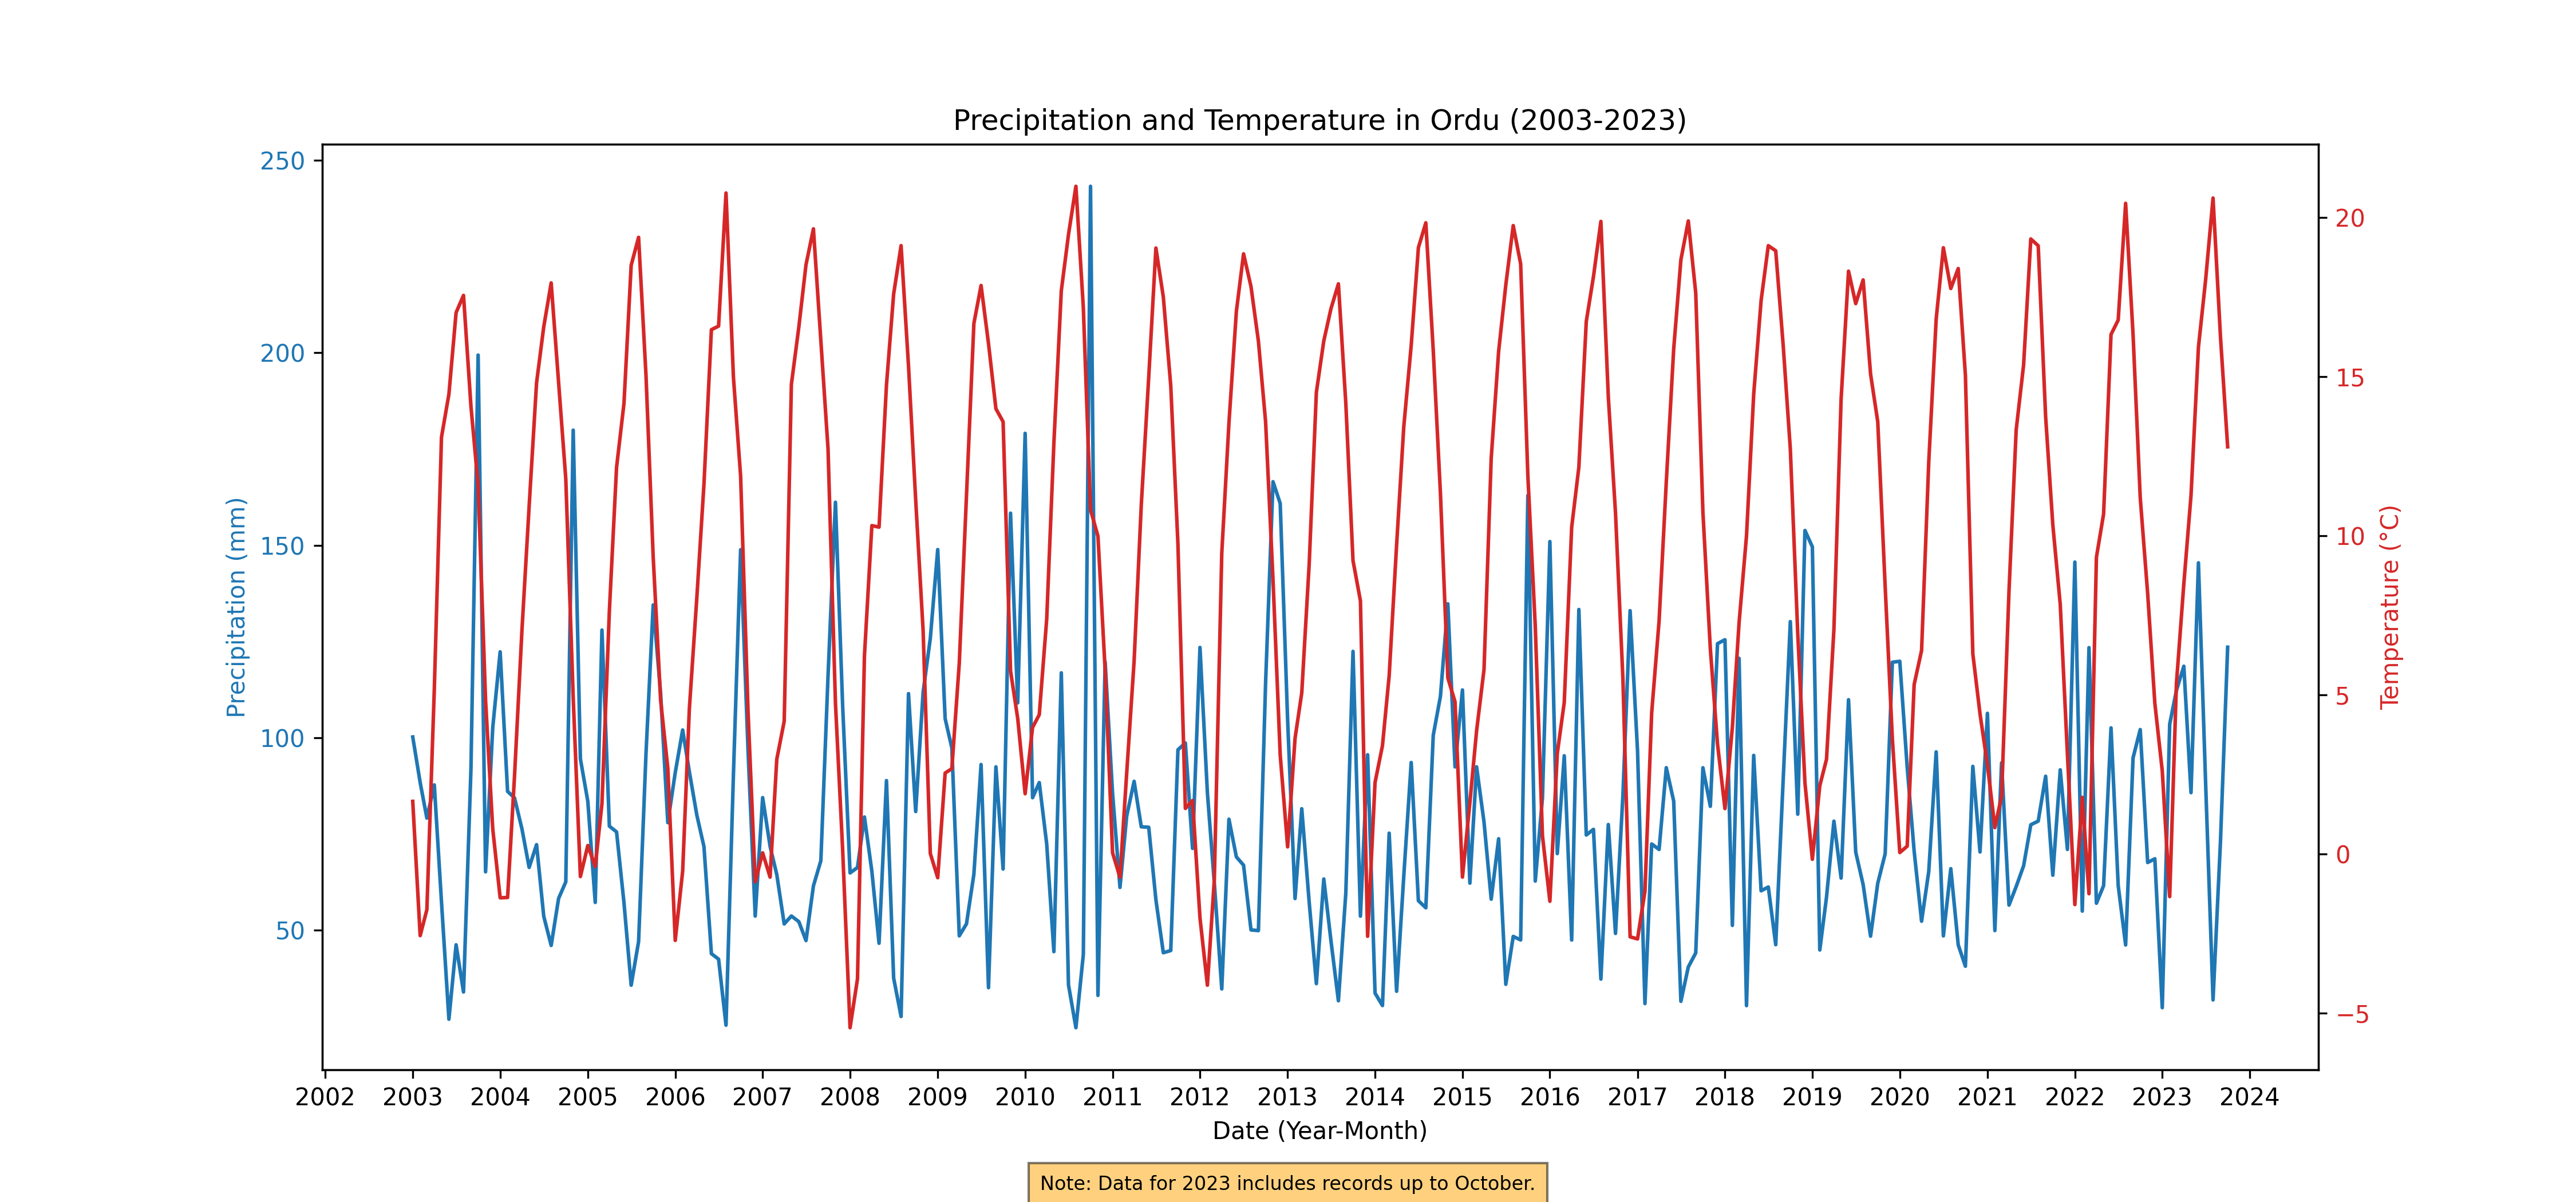 Precipitation and Temperature in Ordu (2003-2023)
250
200
150
100
50
Precipitation (mm)
20
15
10
5
0
−5
Temperature (°C)
2002 2003 2004 2005 2006 2007 2008 2009 2010 2011 2012 2013 2014 2015 2016 2017 2018 2019 2020 2021 2022 2023 2024
Date (Year-Month)
Note: Data for 2023 includes records up to October.